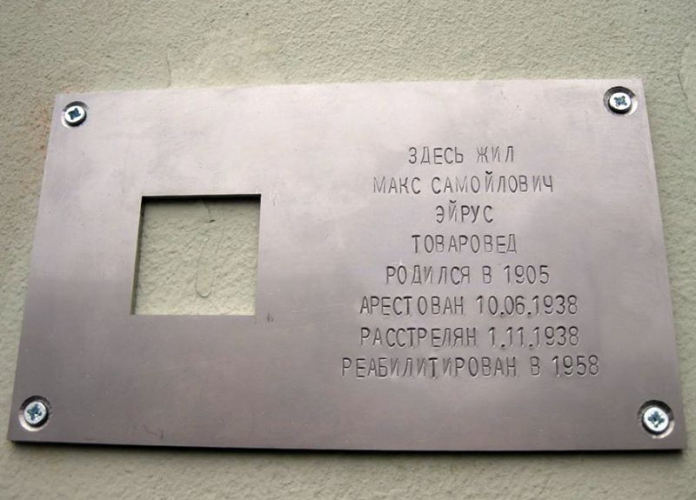 ЗДЕСЬ ЖИЛ
МАКС САМОЙЛОВИЧ
ЭЙРУС
ТОВАРОВЕД
РОДИЛСЯ В 1905
АРЕСТОВАН 10.06.1938
РАССТРЕЛЯН 1.11.1938
РЕАБИЛИТИРОВАН В 1958